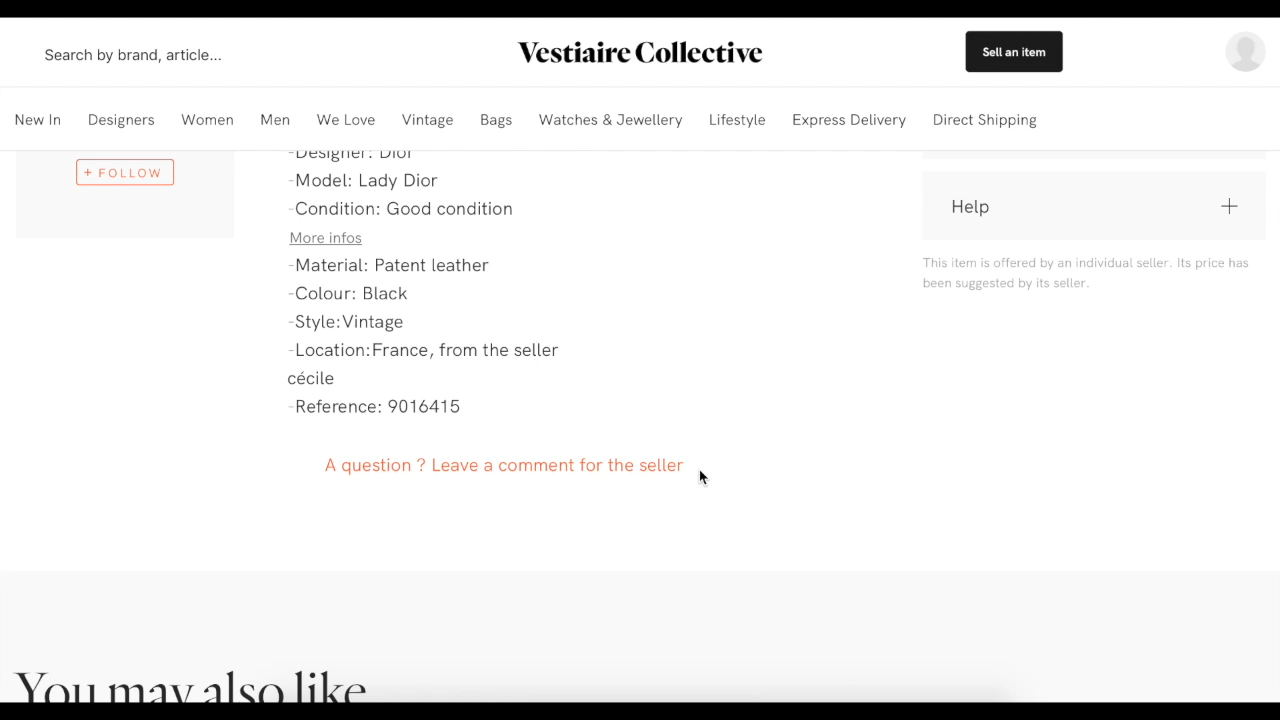 Search by brand, article...
Vestiaire Collective
Sell an item
New In Designers Women Men We Love Vintage Bags Watches & Jewellery Lifestyle Express Delivery Direct Shipping
+ FOLLOW
-Designer: Dior
-Model: Lady Dior
-Condition: Good condition
More infos
-Material: Patent leather
-Colour: Black
-Style:Vintage
-Location:France, from the seller
cécile
-Reference: 9016415
A question ? Leave a comment for the seller
Help
This item is offered by an individual seller. Its price has
been suggested by its seller.
You may also like